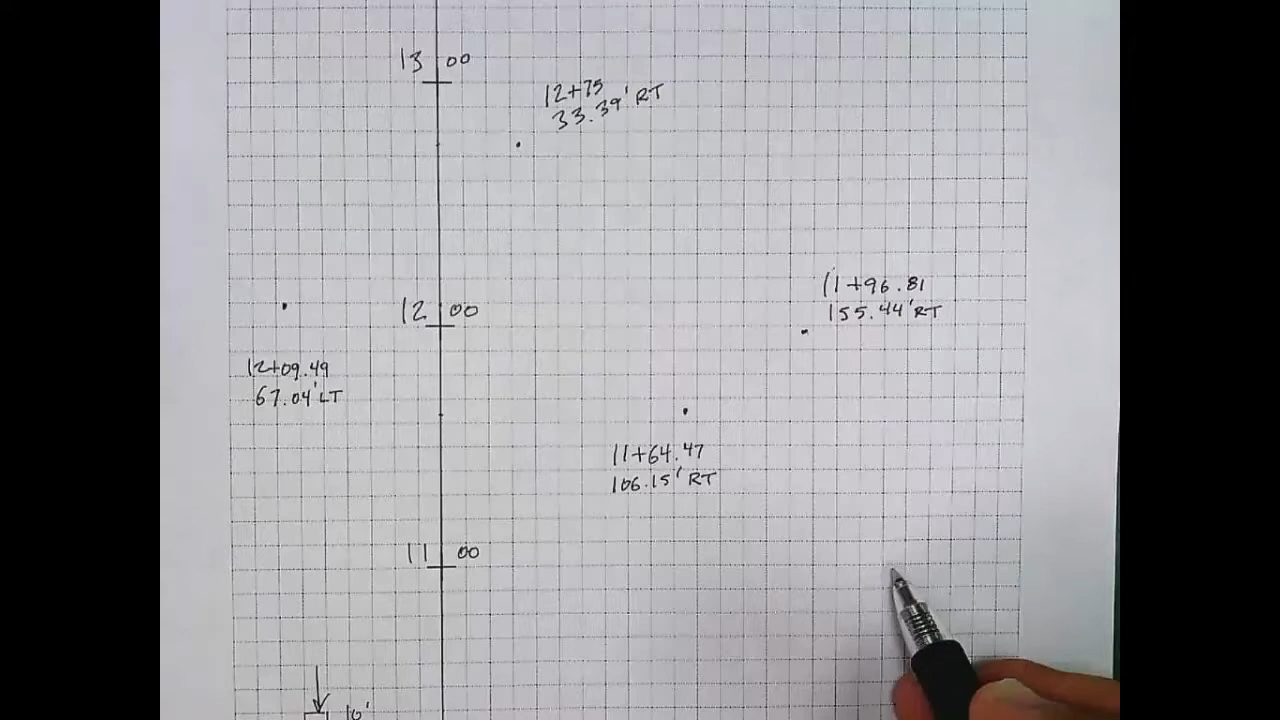 13 00
12+75
33.39' RT
11+96.81
155.44' RT
12 00
12+09.49
67.04' LT
11+64.47
106.15' RT
11 00
10'